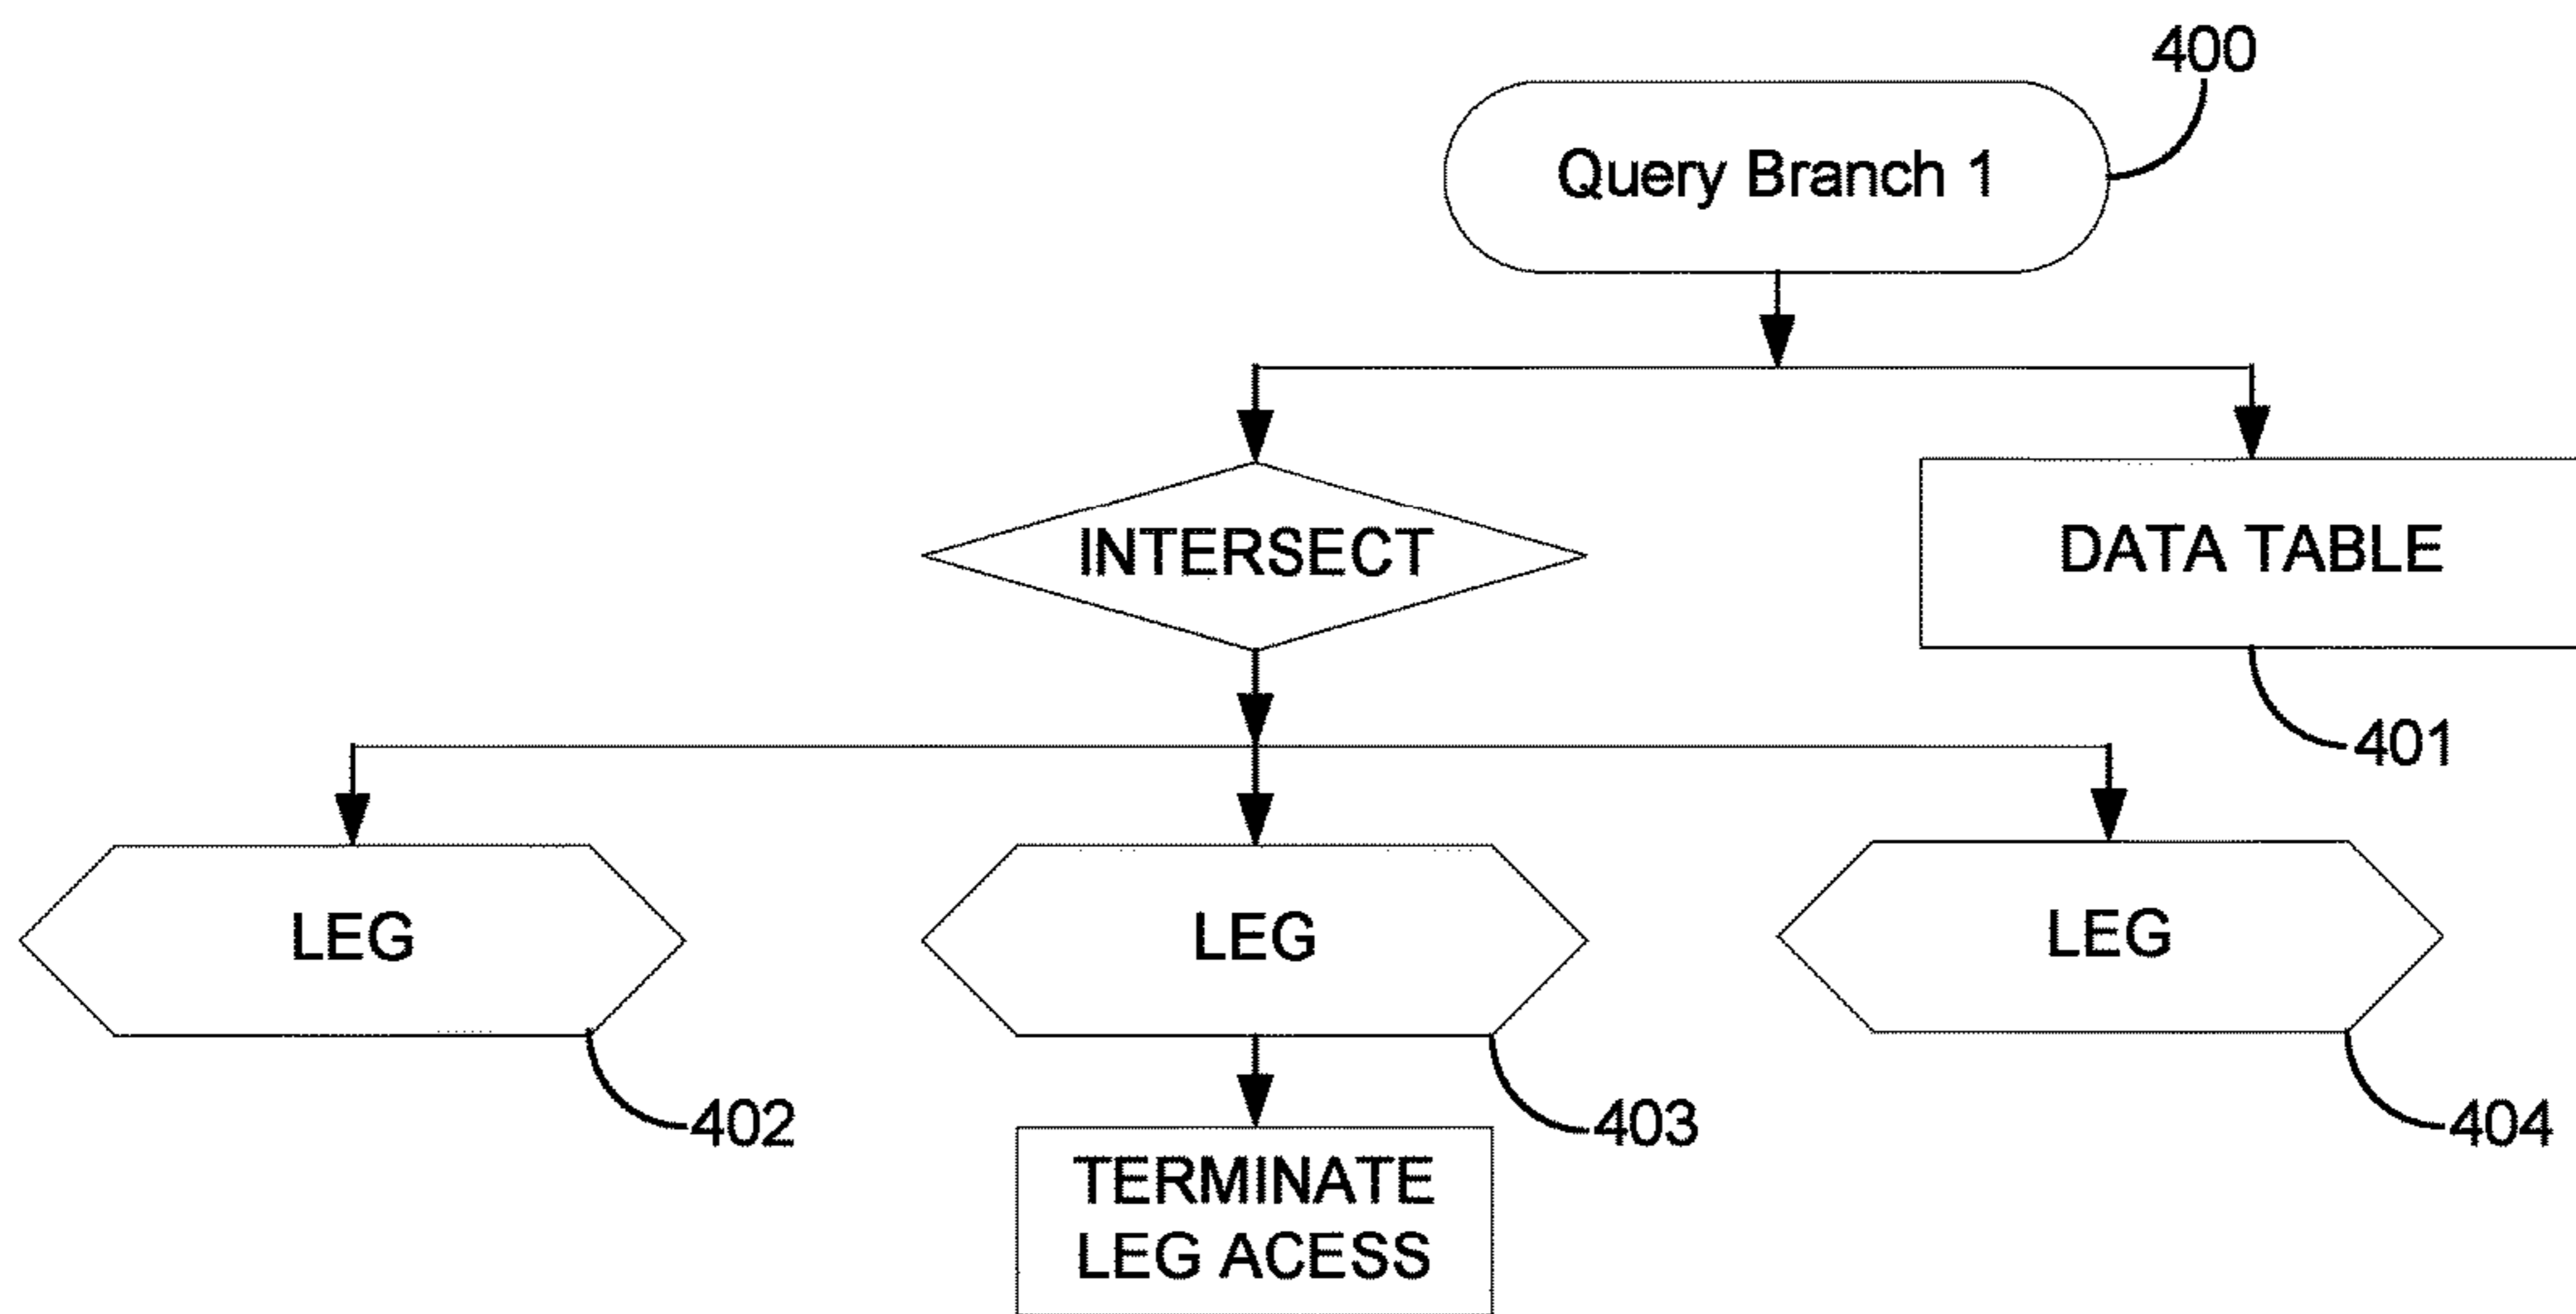 400
Query Branch 1
INTERSECT
DATA TABLE
401
LEG
LEG
LEG
402
403
404
TERMINATE
LEG ACESS